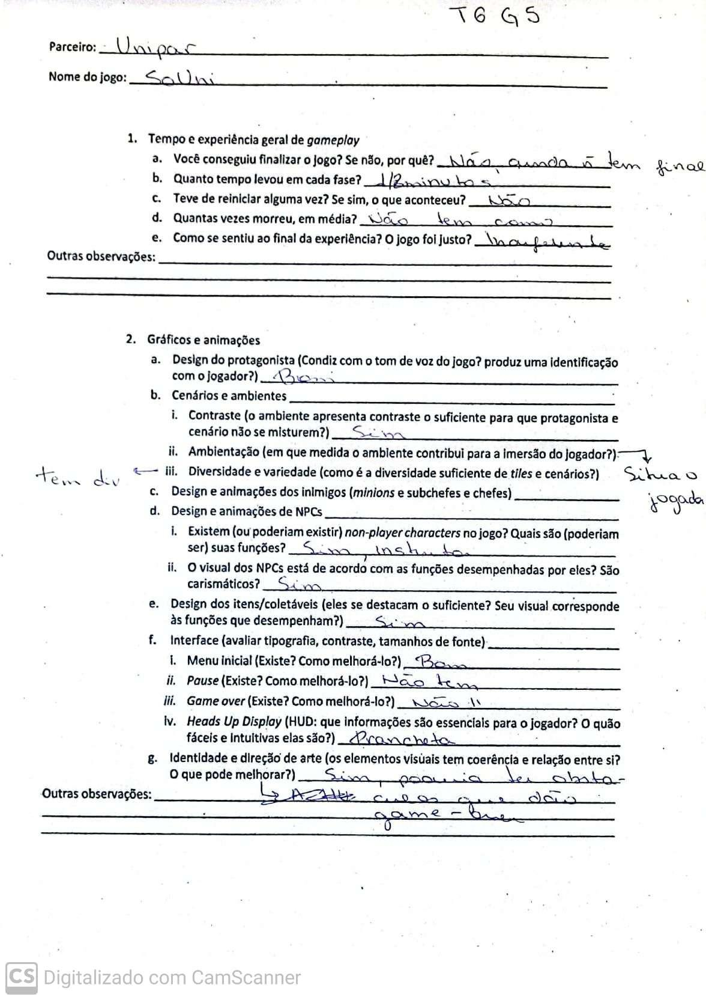 T6 G5
Parceiro: Unipar
Nome do jogo: SaUni
1. Tempo e experiência geral de gameplay
a. Você conseguiu finalizar o jogo? Se não, por quê? Não, ainda ñ tem final
b. Quanto tempo levou em cada fase? 1/2 minutos
c. Teve de reiniciar alguma vez? Se sim, o que aconteceu? Não
d. Quantas vezes morreu, em média? Não tem como
e. Como se sentiu ao final da experiência? O jogo foi justo?
Outras observações:
2. Gráficos e animações
a. Design do protagonista (Condiz com o tom de voz do jogo? produz uma identificação
com o jogador?) Bom
b. Cenários e ambientes
i. Contraste (o ambiente apresenta contraste o suficiente para que protagonista e
cenário não se misturem?) Sim
ii. Ambientação (em que medida o ambiente contribui para a imersão do jogador?)
tem div ← iii. Diversidade e variedade (como é a diversidade suficiente de tiles e cenários?) Situa o
c. Design e animações dos inimigos (minions e subchefes e chefes)
jogador
d. Design e animações de NPCs
i. Existem (ou poderiam existir) non-player characters no jogo? Quais são (poderiam
ser) suas funções? Sim, instrutor
ii. O visual dos NPCs está de acordo com as funções desempenhadas por eles? São
carismáticos? Sim
e. Design dos itens/coletáveis (eles se destacam o suficiente? Seu visual corresponde
às funções que desempenham?) Sim
f. Interface (avaliar tipografia, contraste, tamanhos de fonte)
i. Menu inicial (Existe? Como melhorá-lo?) Bom
ii. Pause (Existe? Como melhorá-lo?) Não tem
iii. Game over (Existe? Como melhorá-lo?) Não 11
iv. Heads Up Display (HUD: que informações são essenciais para o jogador? O quão
fáceis e intuitivas elas são?) Prancheta
g. Identidade e direção de arte (os elementos visuais tem coerência e relação entre si?
O que pode melhorar?) Sim, poderia ter obsta-
Outras observações: culos que dão
game-over
CS Digitalizado com CamScanner